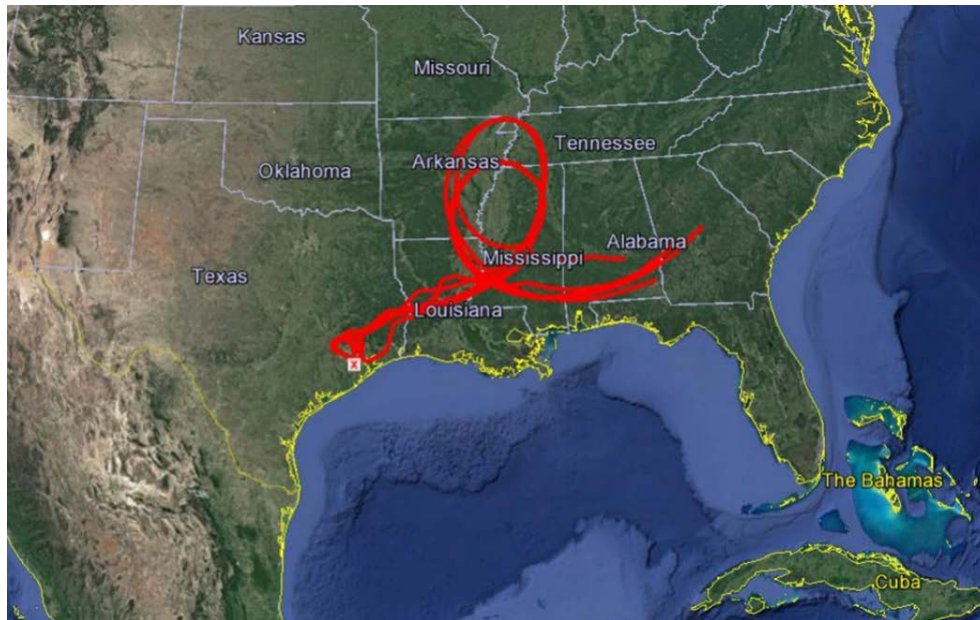 Kansas
Missouri
Tennessee
Arkansas
Oklahoma
Alabama
Mississippi
Texas
Louisiana
X
The Bahamas
Cuba